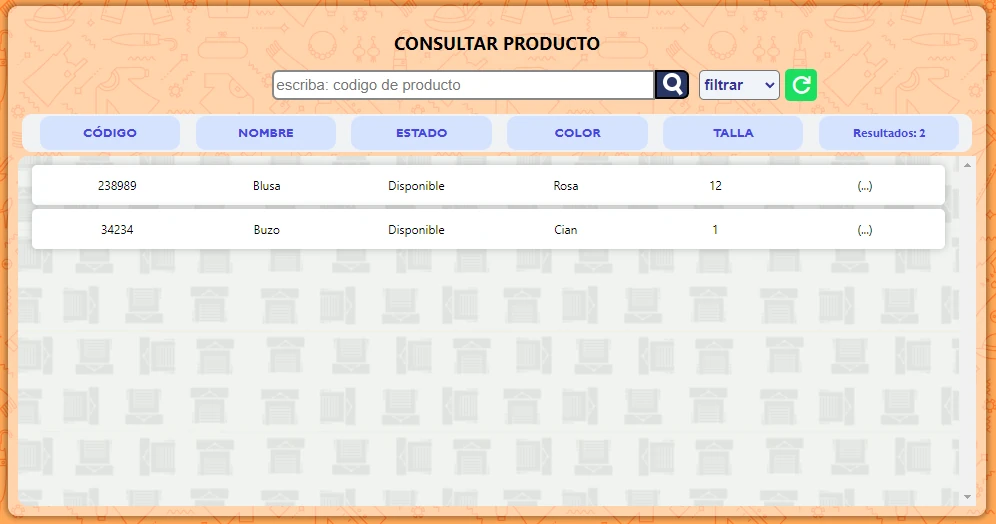 CONSULTAR PRODUCTO
escriba: codigo de producto filtrar
CÓDIGO NOMBRE ESTADO COLOR TALLA Resultados: 2
238989 Blusa Disponible Rosa 12 (...)
34234 Buzo Disponible Cian 1 (...)